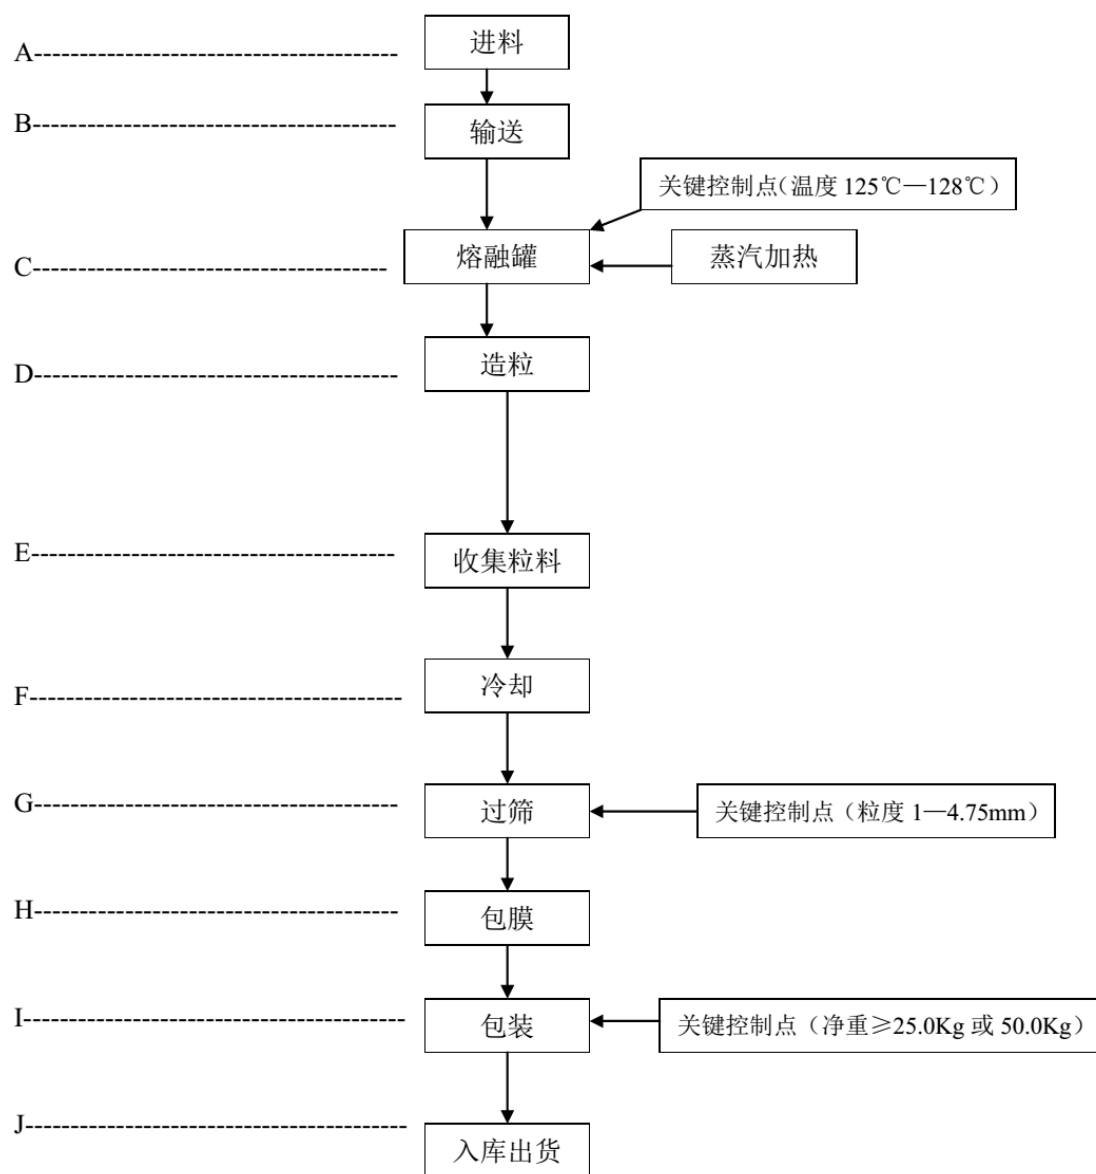 A
进料
B
输送
关键控制点（温度 125℃—128℃）
C
熔融罐
蒸汽加热
D
造粒
E
收集粒料
F
冷却
G
过筛
关键控制点（粒度 1—4.75mm）
H
包膜
I
包装
关键控制点（净重≥25.0Kg 或 50.0Kg）
J
入库出货